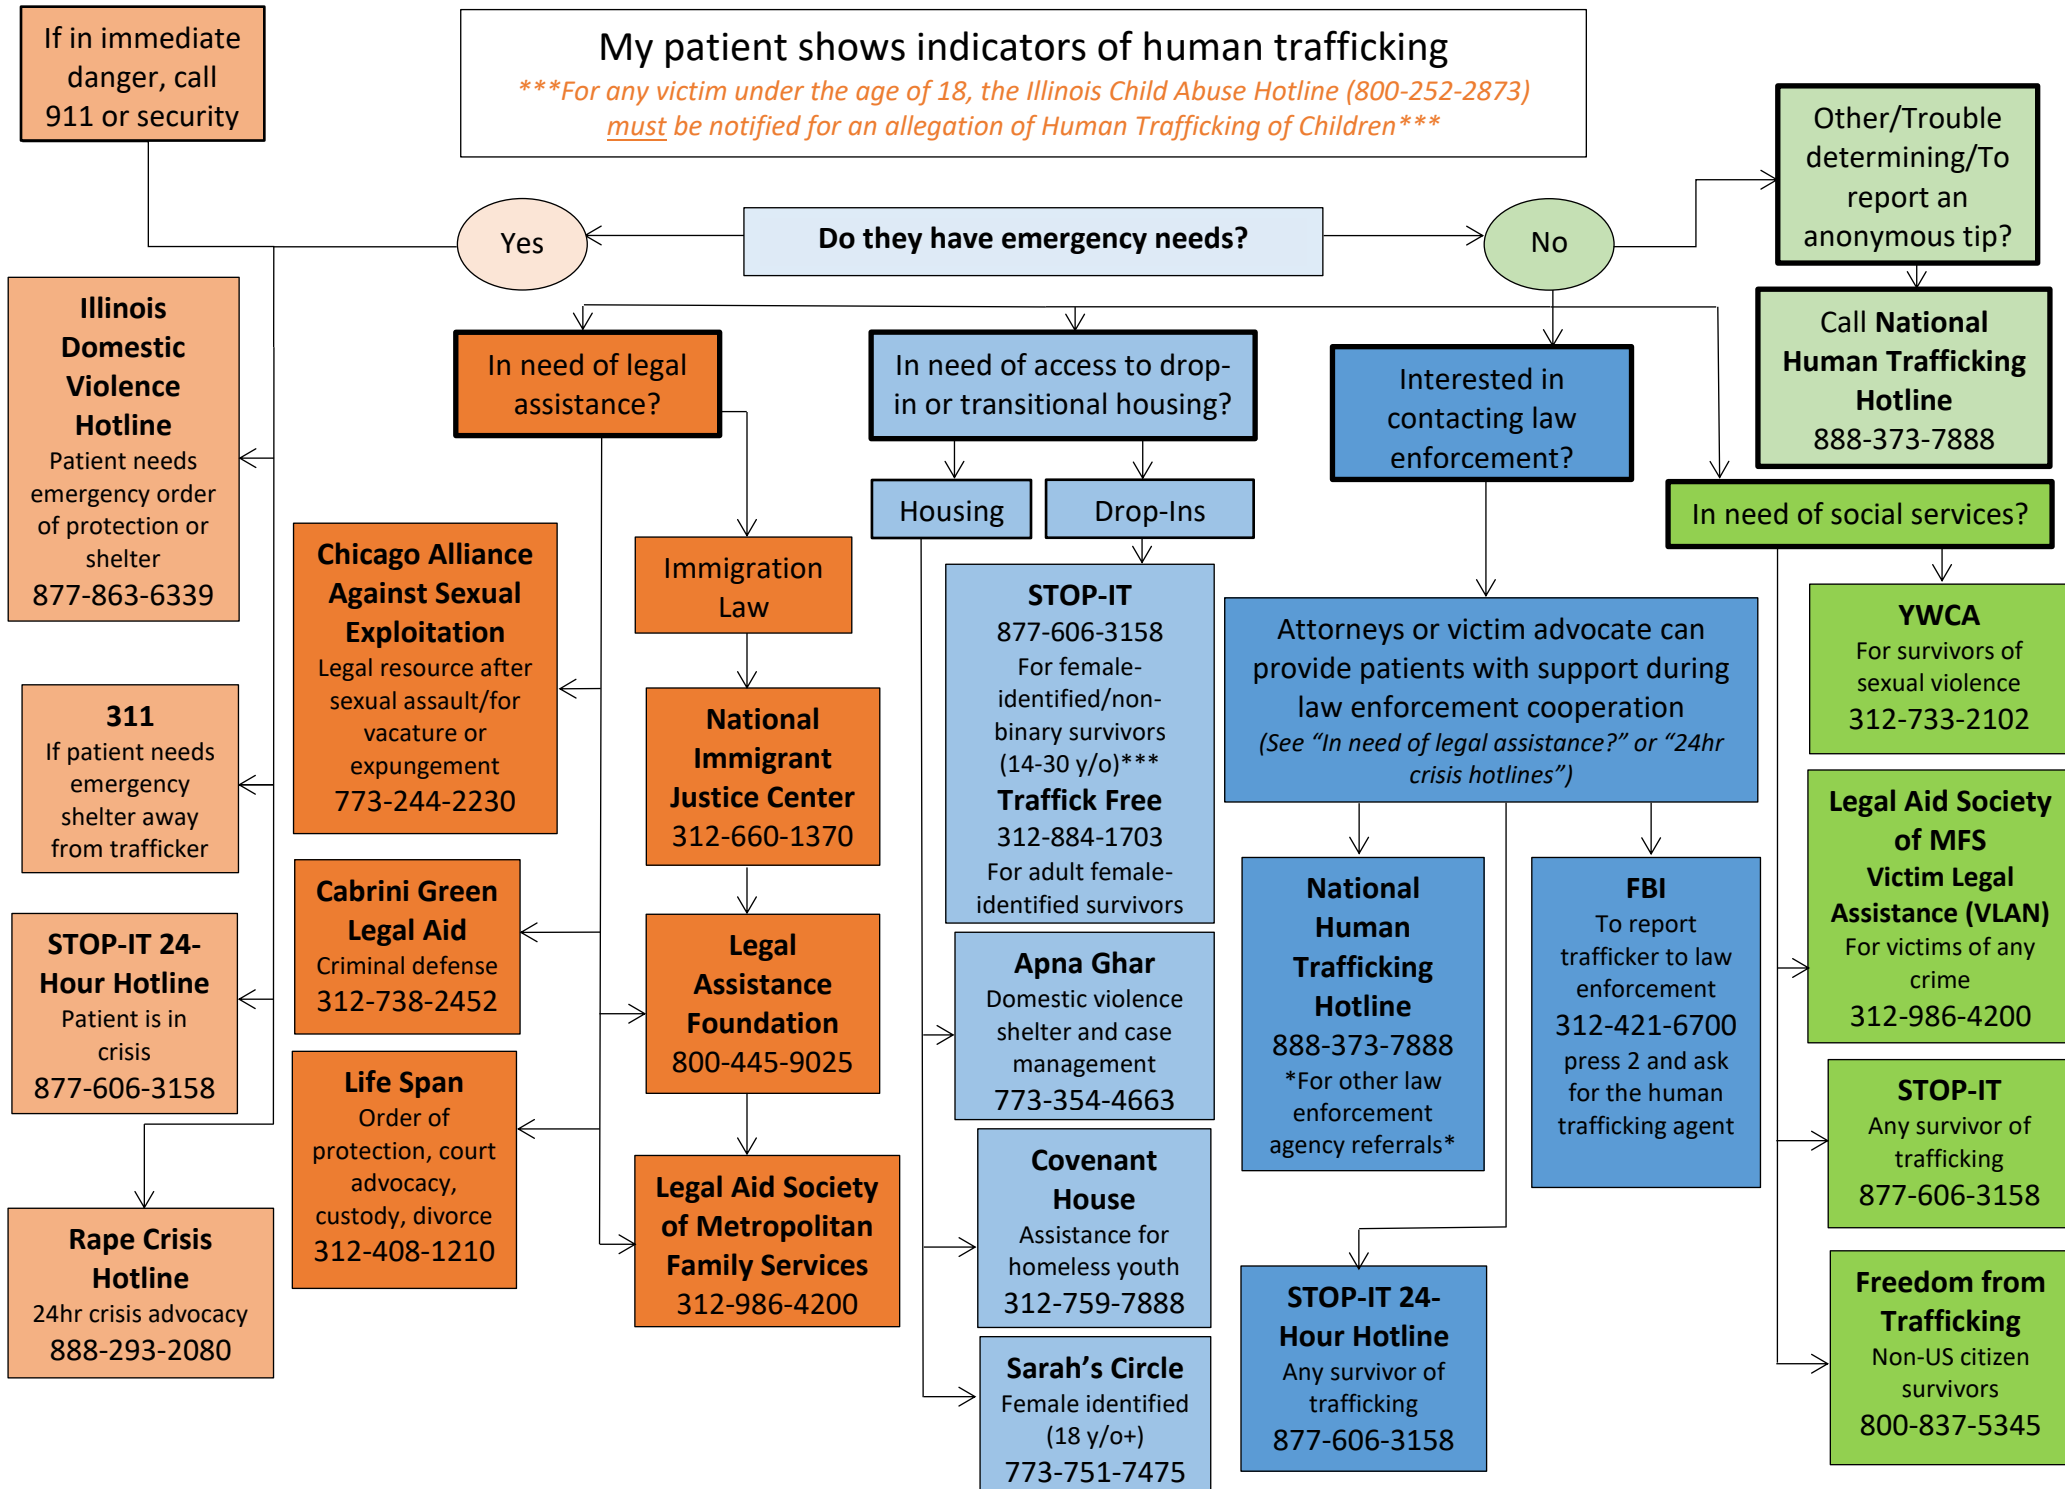 If in immediate
danger, call
911 or security
My patient shows indicators of human trafficking
***For any victim under the age of 18, the Illinois Child Abuse Hotline (800-252-2873)
must be notified for an allegation of Human Trafficking of Children***
Other/Trouble
determining/To
report an
anonymous tip?
Yes
Do they have emergency needs?
No
Call National
Human Trafficking
Hotline
888-373-7888
Illinois
Domestic
Violence
Hotline
Patient needs
emergency order
of protection or
shelter
877-863-6339
311
If patient needs
emergency
shelter away
from trafficker
STOP-IT 24-
Hour Hotline
Patient is in
crisis
877-606-3158
Rape Crisis
Hotline
24hr crisis advocacy
888-293-2080
In need of legal
assistance?
Chicago Alliance
Against Sexual
Exploitation
Legal resource after
sexual assault/for
vacature or
expungement
773-244-2230
Cabrini Green
Legal Aid
Criminal defense
312-738-2452
Life Span
Order of
protection, court
advocacy,
custody, divorce
312-408-1210
Immigration
Law
National
Immigrant
Justice Center
312-660-1370
Legal
Assistance
Foundation
800-445-9025
Legal Aid Society
of Metropolitan
Family Services
312-986-4200
In need of access to drop-
in or transitional housing?
Housing
Drop-Ins
STOP-IT
877-606-3158
For female-
identified/non-
binary survivors
(14-30 y/o)***
Traffick Free
312-884-1703
For adult female-
identified survivors
Apna Ghar
Domestic violence
shelter and case
management
773-354-4663
Covenant
House
Assistance for
homeless youth
312-759-7888
Sarah’s Circle
Female identified
(18 y/o+)
773-751-7475
Interested in
contacting law
enforcement?
Attorneys or victim advocate can
provide patients with support during
law enforcement cooperation
(See “In need of legal assistance?” or “24hr
crisis hotlines”)
National
Human
Trafficking
Hotline
888-373-7888
*For other law
enforcement
agency referrals*
FBI
To report
trafficker to law
enforcement
312-421-6700
press 2 and ask
for the human
trafficking agent
STOP-IT 24-
Hour Hotline
Any survivor of
trafficking
877-606-3158
In need of social services?
YWCA
For survivors of
sexual violence
312-733-2102
Legal Aid Society
of MFS
Victim Legal
Assistance (VLAN)
For victims of any
crime
312-986-4200
STOP-IT
Any survivor of
trafficking
877-606-3158
Freedom from
Trafficking
Non-US citizen
survivors
800-837-5345